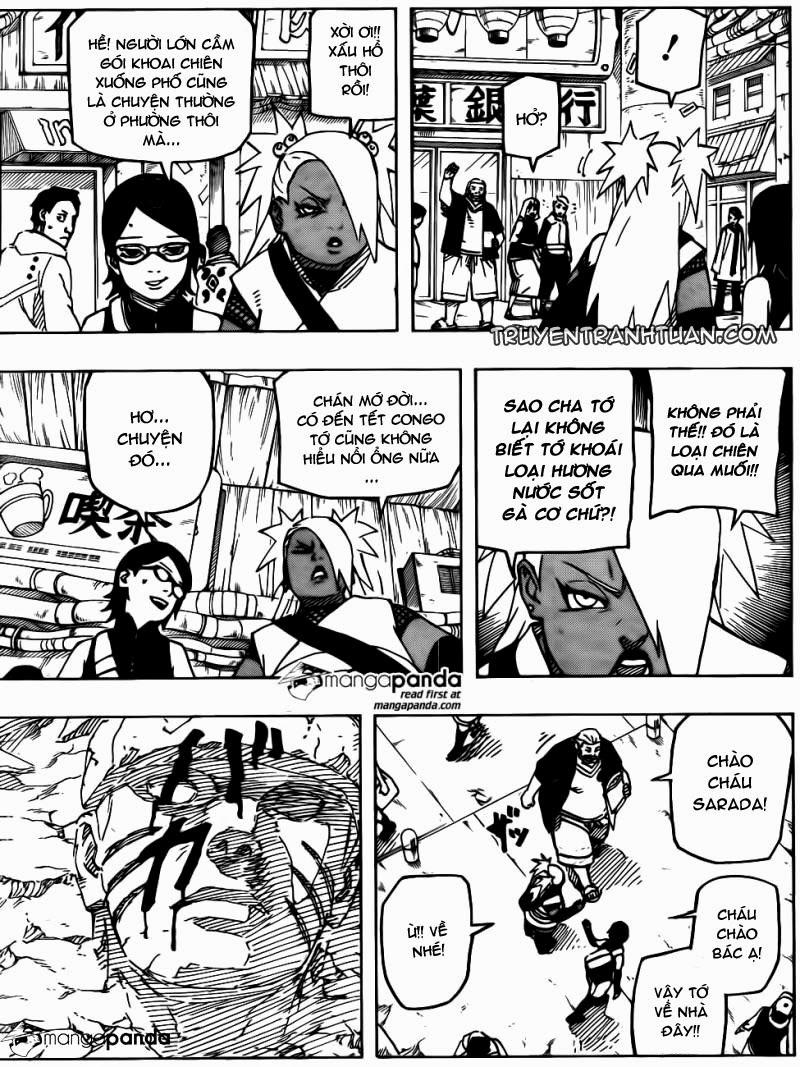 !
HỞ?
葉銀行
XỜI ƠI!!
XẤU HỔ
THÔI
RỒI!
HỀ! NGƯỜI LỚN CẦM
GÓI KHOAI CHIÊN
XUỐNG PHỐ CŨNG
LÀ CHUYỆN THƯỜNG
Ở PHƯỜNG THÔI
MÀ...
TRUYENTRANHTUAN.COM
KHÔNG PHẢI
THẾ!! ĐÓ LÀ
LOẠI CHIÊN
QUA MUỐI!!
SAO CHA TỚ
LẠI KHÔNG
BIẾT TỚ KHOÁI
LOẠI HƯƠNG
NƯỚC SỐT
GÀ CƠ CHỨ?!
CHÁN MỚ ĐỜI...
CÓ ĐẾN TẾT CONGO
TỚ CŨNG KHÔNG
HIỂU NỔI ỔNG NỮA
...
HƠ...
CHUYỆN
ĐÓ...
喫茶
mangapanda
read first at
mangapanda.com
CHÀO
CHÁU
SARADA!
CHÁU
CHÀO
BÁC Ạ!
VẬY TỚ
VỀ NHÀ
ĐÂY!!
Ừ!! VỀ
NHÉ!
mangapanda